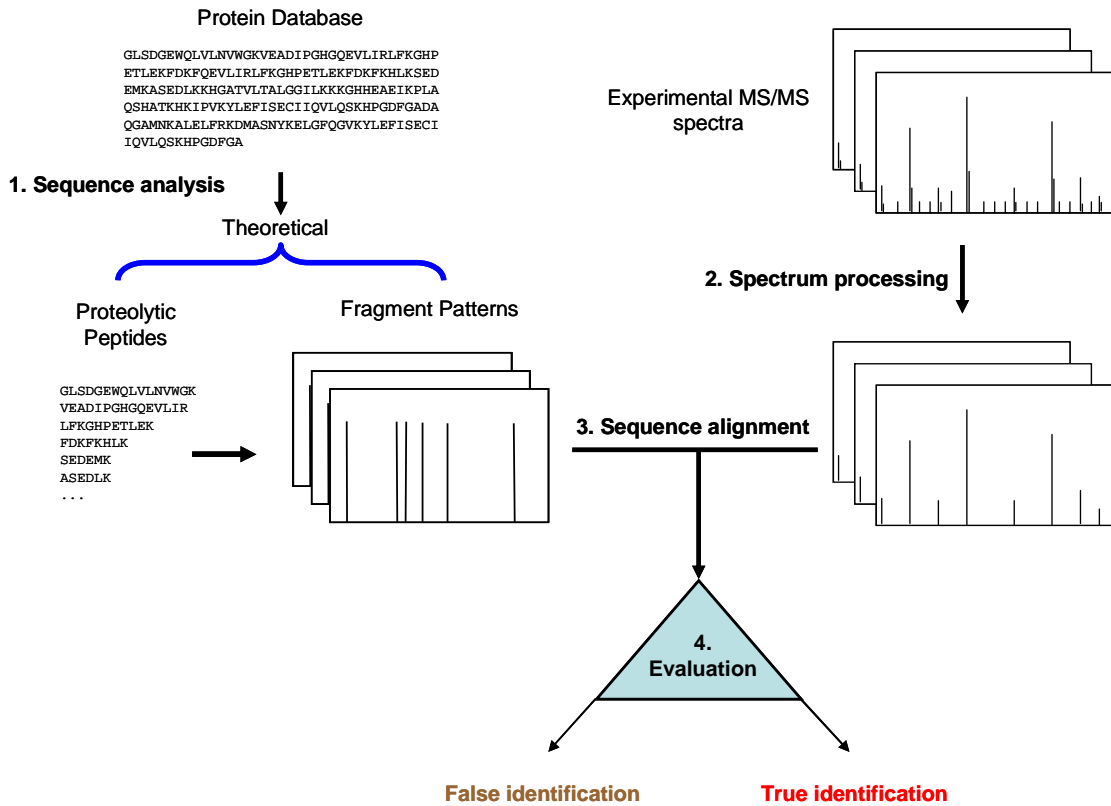 Protein Database
GLSDGEWQLVLNVWGKVEADIPGHGQEVLIRLFKGHP
ETLEKFDKFQEVLIRLFKGHPETLEKFDKFKHLKSED
EMKASEDLKKHGATVLTALGGILKKKGHHEAEIKPLA
QSHATKHKIPVKYLEFISECIIQVLQSKHPGDFGADA
QGAMNKALELFRKDMASNYKELGFQGVKYLEFISECI
IQVLQSKHPGDFGA
Experimental MS/MS
spectra
1. Sequence analysis
Theoretical
2. Spectrum processing
Proteolytic
Peptides
Fragment Patterns
GLSDGEWQLVLNVWGK
VEADIPGHGQEVLIR
LFKGHPETLEK
FDKFKHLK
SEDEMK
ASEDLK
...
3. Sequence alignment
4.
Evaluation
False identification
True identification